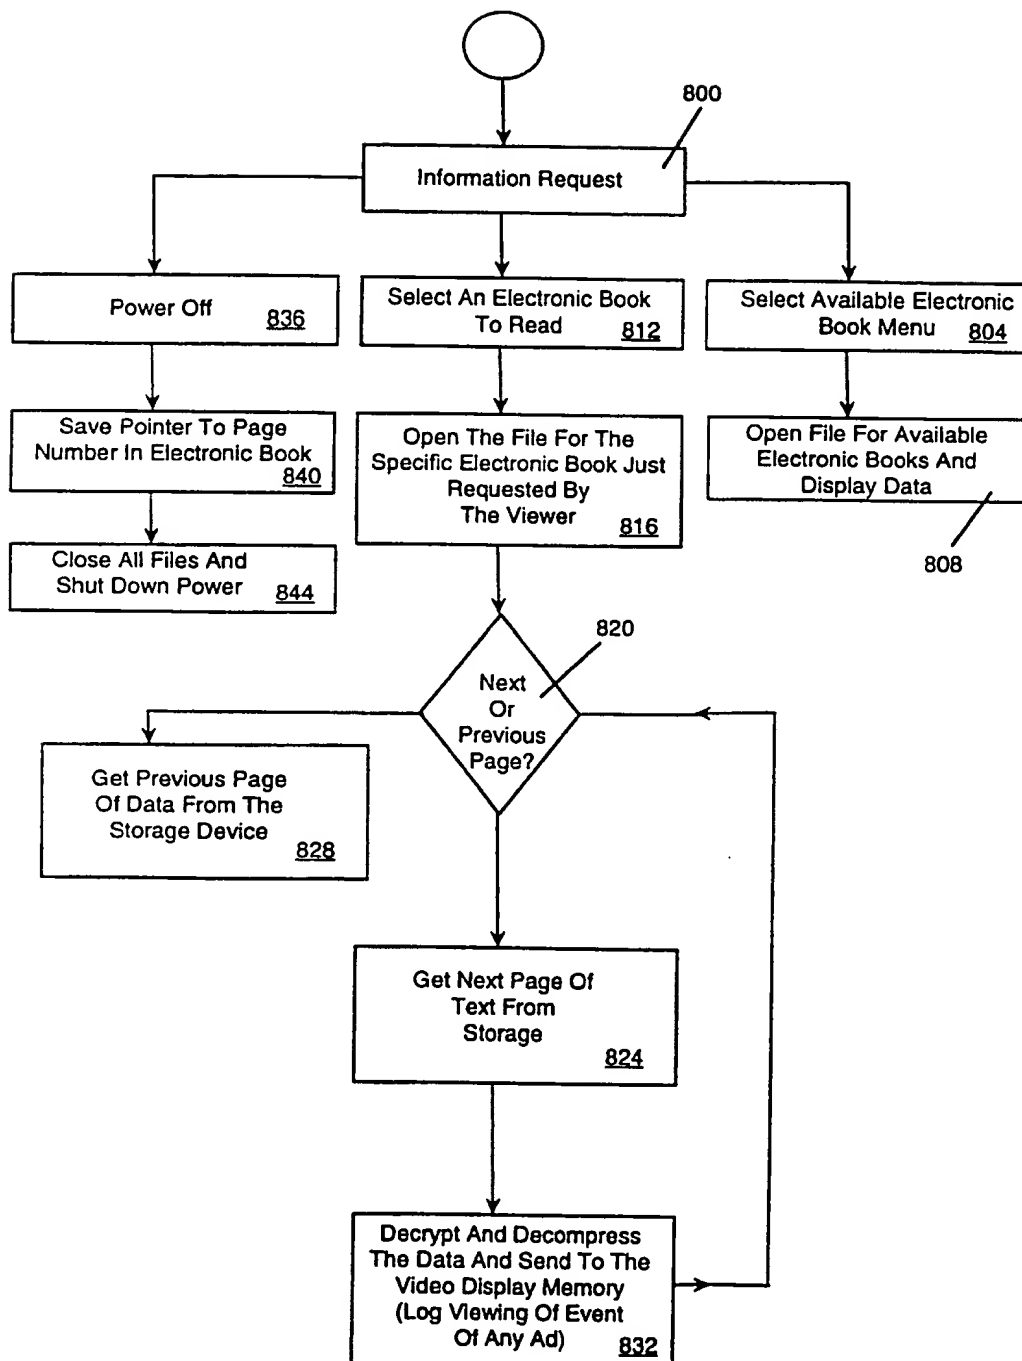 800
Information Request
Power Off
836
Select An Electronic Book
To Read
812
Select Available Electronic
Book Menu
804
Save Pointer To Page
Number In Electronic Book
840
Open The File For The
Specific Electronic Book Just
Requested By
The Viewer
816
Open File For Available
Electronic Books And
Display Data
808
Close All Files And
Shut Down Power
844
820
Next
Or
Previous
Page?
Get Previous Page
Of Data From The
Storage Device
828
Get Next Page Of
Text From
Storage
824
Decrypt And Decompress
The Data And Send To The
Video Display Memory
(Log Viewing Of Event
Of Any Ad)
832